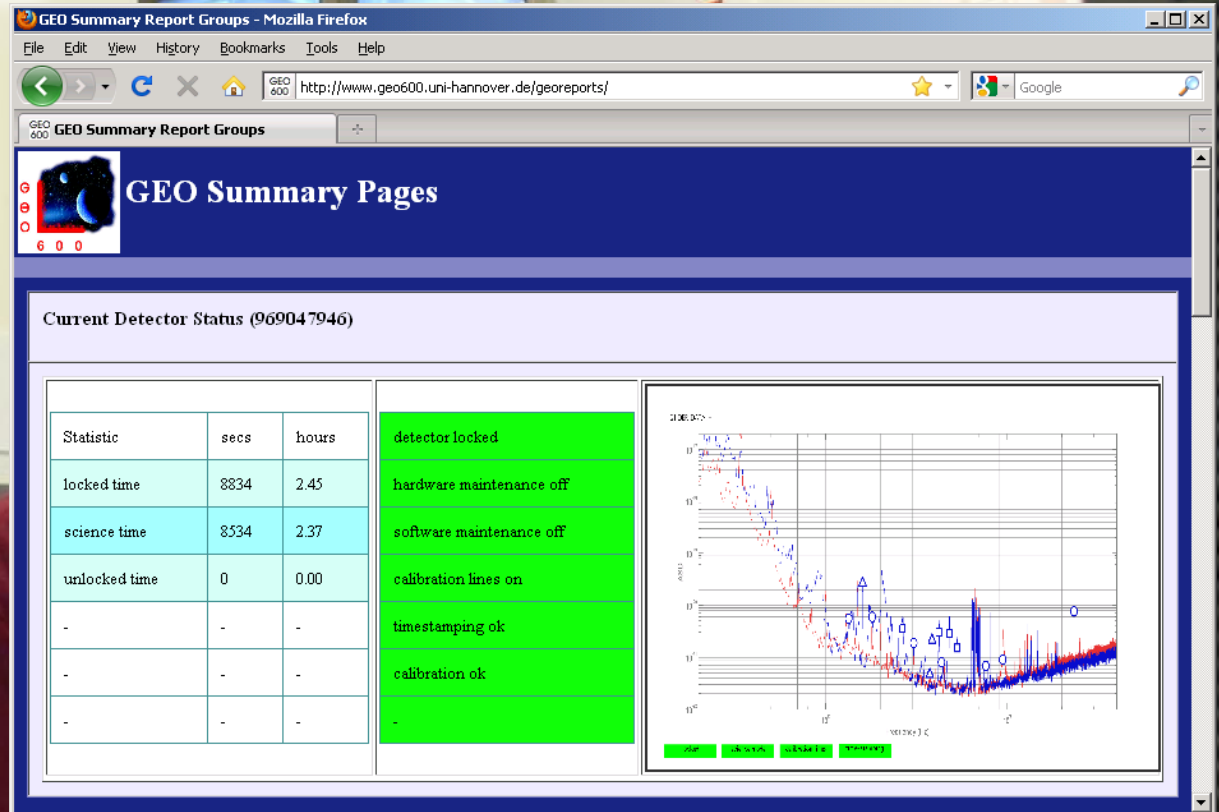 GEO Summary Report Groups - Mozilla Firefox
File Edit View History Bookmarks Tools Help
GEO 600 http://www.geo600.uni-hannover.de/georeports/ Google
GEO 600 GEO Summary Report Groups
GEO 600
GEO Summary Pages
Current Detector Status (969047946)
Statistic secs hours
locked time 8834 2.45
science time 8534 2.37
unlocked time 0 0.00
- - -
- - -
- - -
detector locked
hardware maintenance off
software maintenance off
calibration lines on
timestamping ok
calibration ok
-